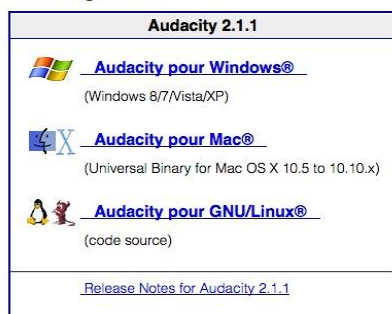 Audacity 2.1.1
Audacity pour Windows®
(Windows 8/7/Vista/XP)
Audacity pour Mac®
(Universal Binary for Mac OS X 10.5 to 10.10.x)
Audacity pour GNU/Linux®
(code source)
Release Notes for Audacity 2.1.1